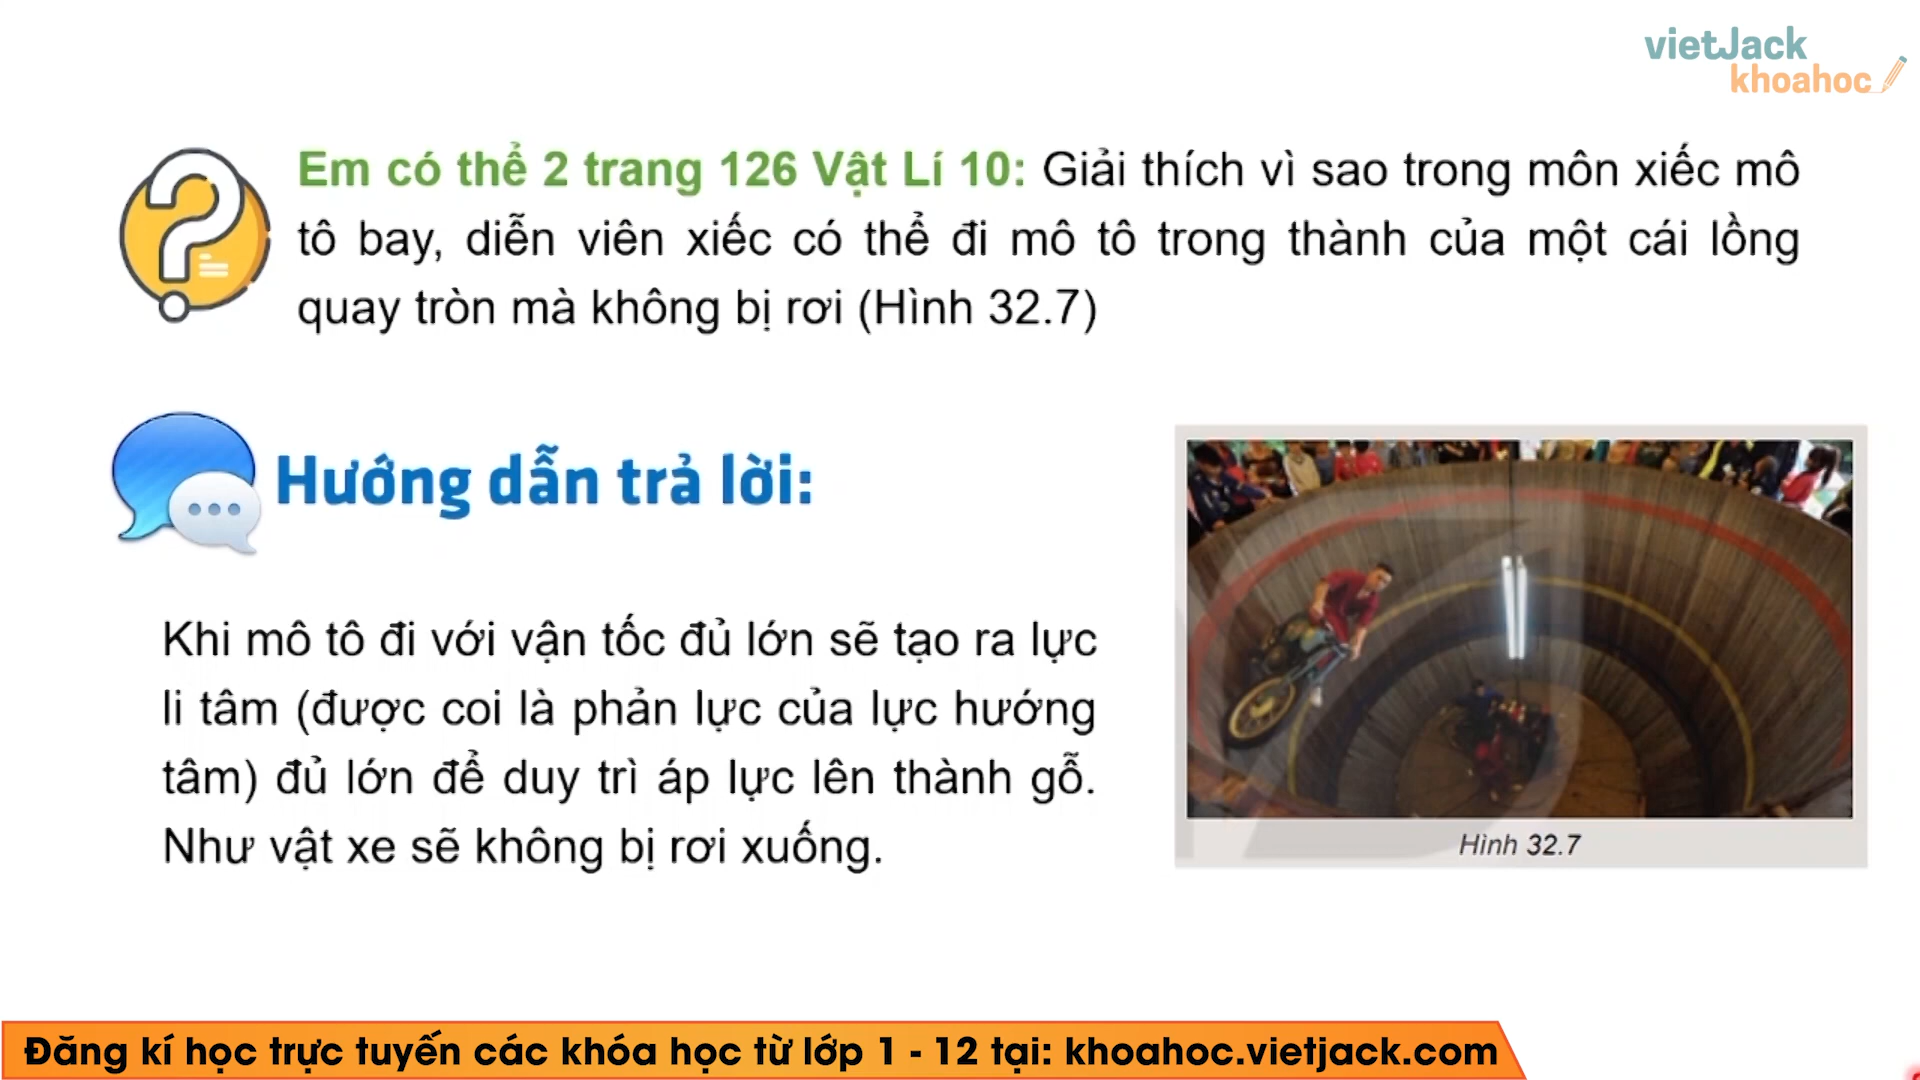 vietJack
khoahoc
Em có thể 2 trang 126 Vật Lí 10: Giải thích vì sao trong môn xiếc mô
tô bay, diễn viên xiếc có thể đi mô tô trong thành của một cái lồng
quay tròn mà không bị rơi (Hình 32.7)
Hướng dẫn trả lời:
Khi mô tô đi với vận tốc đủ lớn sẽ tạo ra lực
li tâm (được coi là phản lực của lực hướng
tâm) đủ lớn để duy trì áp lực lên thành gỗ.
Như vật xe sẽ không bị rơi xuống.
Hình 32.7
Đăng kí học trực tuyến các khóa học từ lớp 1 - 12 tại: khoahoc.vietjack.com